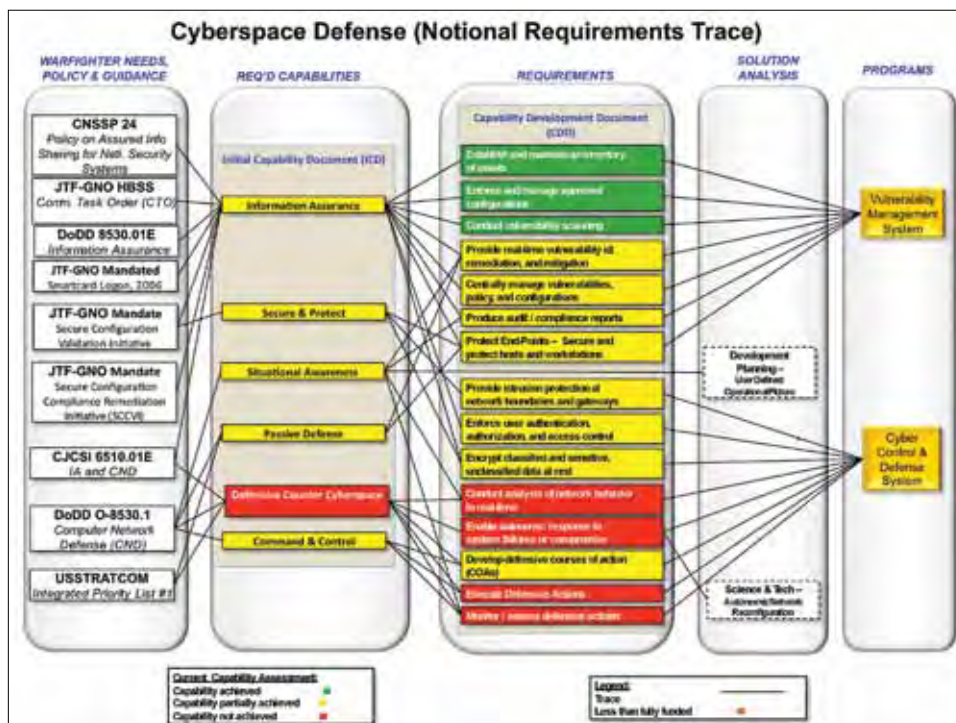 Cyberspace Defense (Notional Requirements Trace)
WARFIGHTER NEEDS,
POLICY & GUIDANCE
REQ'D CAPABILITIES
REQUIREMENTS
SOLUTION
ANALYSIS
PROGRAMS
CNSSP 24
Policy on Assured Info
Sharing for Natl. Security
Systems
JTF-GNO HBSS
Comm. Task Order (CTO)
DoDD 8530.01E
Information Assurance
JTF-GNO Mandated
Smartcard Logon, 2006
JTF-GNO Mandate
Secure Configuration
Validation Initiative
JTF-GNO Mandate
Secure Configuration
Compliance Remediation
Initiative (SCCVI)
CJCSI 6510.01E
IA and CND
DoDD O-8530.1
Computer Network
Defense (CND)
USSTRATCOM
Integrated Priority List #1
Initial Capability Document (ICD)
Information Assurance
Secure & Protect
Situational Awareness
Passive Defense
Defensive Counter Cyberspace
Command & Control
Capability Development Document
(CDD)
Establish and maintain an inventory
of assets
Enforce and manage approved
configurations
Conduct vulnerability scanning
Provide real-time vulnerability id,
remediation, and mitigation
Centrally manage vulnerabilities,
policy, and configurations
Produce audit / compliance reports
Protect End-Points – Secure and
protect hosts and workstations
Provide intrusion protection at
network boundaries and gateways
Enforce user authentication,
authorization, and access control
Encrypt classified and sensitive,
unclassified data at rest
Conduct analysis of network behavior
in real-time
Enable autonomic response to
system failures or compromise
Develop defensive courses of action
(COAs)
Execute Defensive Actions
Monitor / assess defensive actions
Development
Planning –
User Defined
Operational Picture
Science & Tech –
Autonomic Network
Reconfiguration
Vulnerability
Management
System
Cyber
Control &
Defense
System
Current Capability Assessment:
Capability achieved
Capability partially achieved
Capability not achieved
Legend:
Trace
Less than fully funded